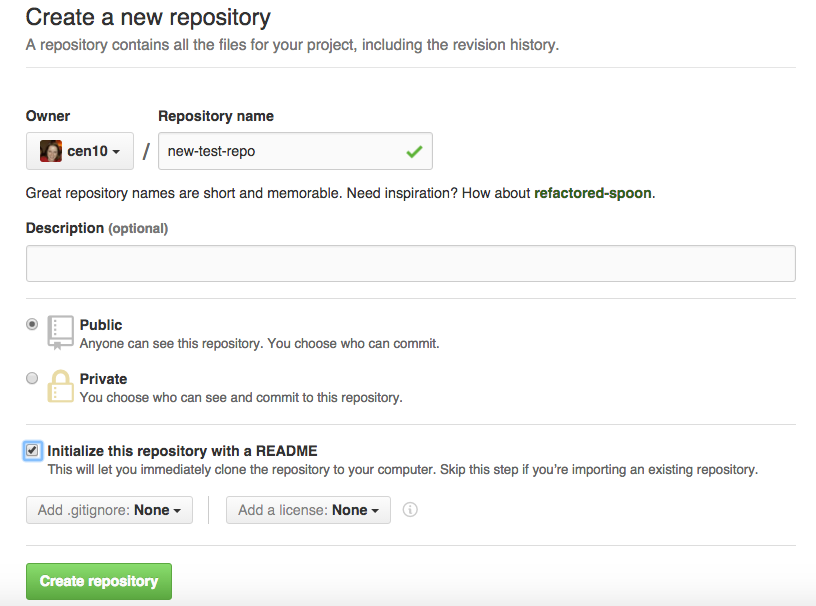 Create a new repository
A repository contains all the files for your project, including the revision history.
Owner
Repository name
cen10
/
new-test-repo
Great repository names are short and memorable. Need inspiration? How about refactored-spoon.
Description (optional)
Public
Anyone can see this repository. You choose who can commit.
Private
You choose who can see and commit to this repository.
Initialize this repository with a README
This will let you immediately clone the repository to your computer. Skip this step if you’re importing an existing repository.
Add .gitignore: None
Add a license: None
Create repository